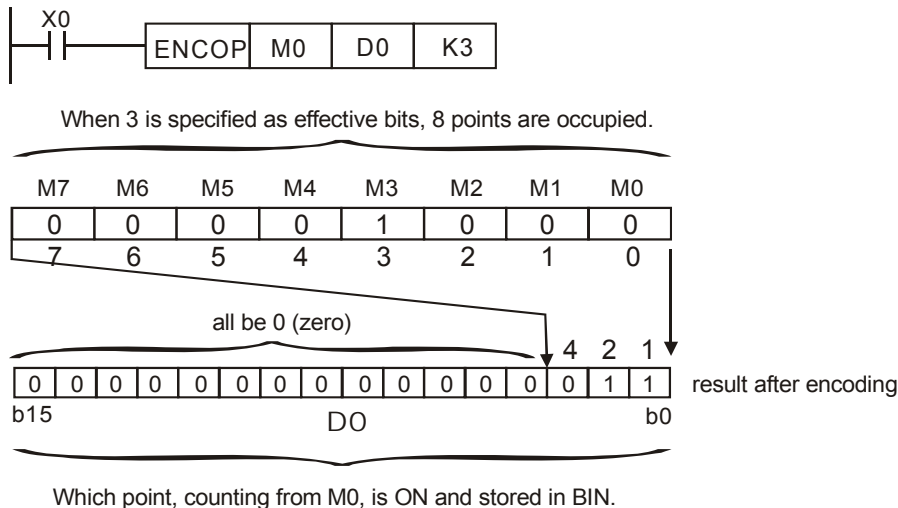 X0
ENCOP M0 D0 K3
When 3 is specified as effective bits, 8 points are occupied.
M7 M6 M5 M4 M3 M2 M1 M0
0 0 0 0 1 0 0 0
7 6 5 4 3 2 1 0
all be 0 (zero)
4 2 1
0 0 0 0 0 0 0 0 0 0 0 0 0 0 1 1 result after encoding
b15 D0 b0
Which point, counting from M0, is ON and stored in BIN.